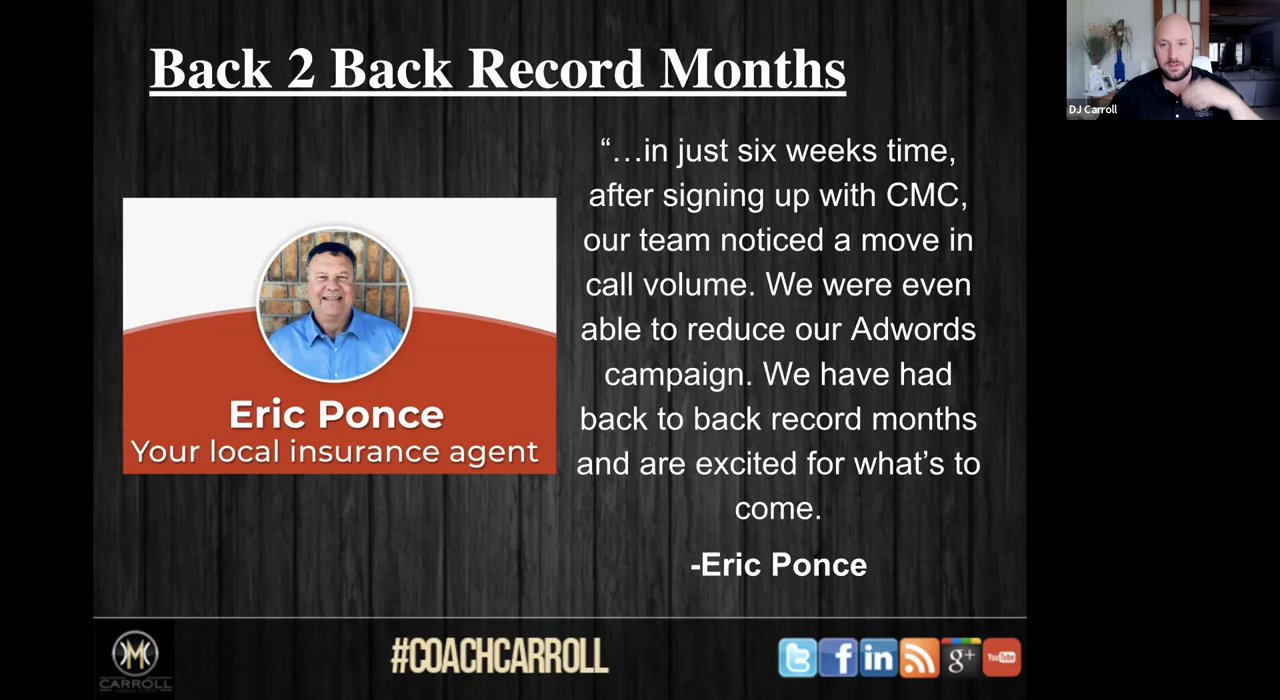 Back 2 Back Record Months
DJ Carroll
“…in just six weeks time,
after signing up with CMC,
our team noticed a move in
call volume. We were even
able to reduce our Adwords
campaign. We have had
back to back record months
and are excited for what’s to
come.
-Eric Ponce
Eric Ponce
Your local insurance agent
CARROLL
#COACHCARROLL
in
g+
YouTube